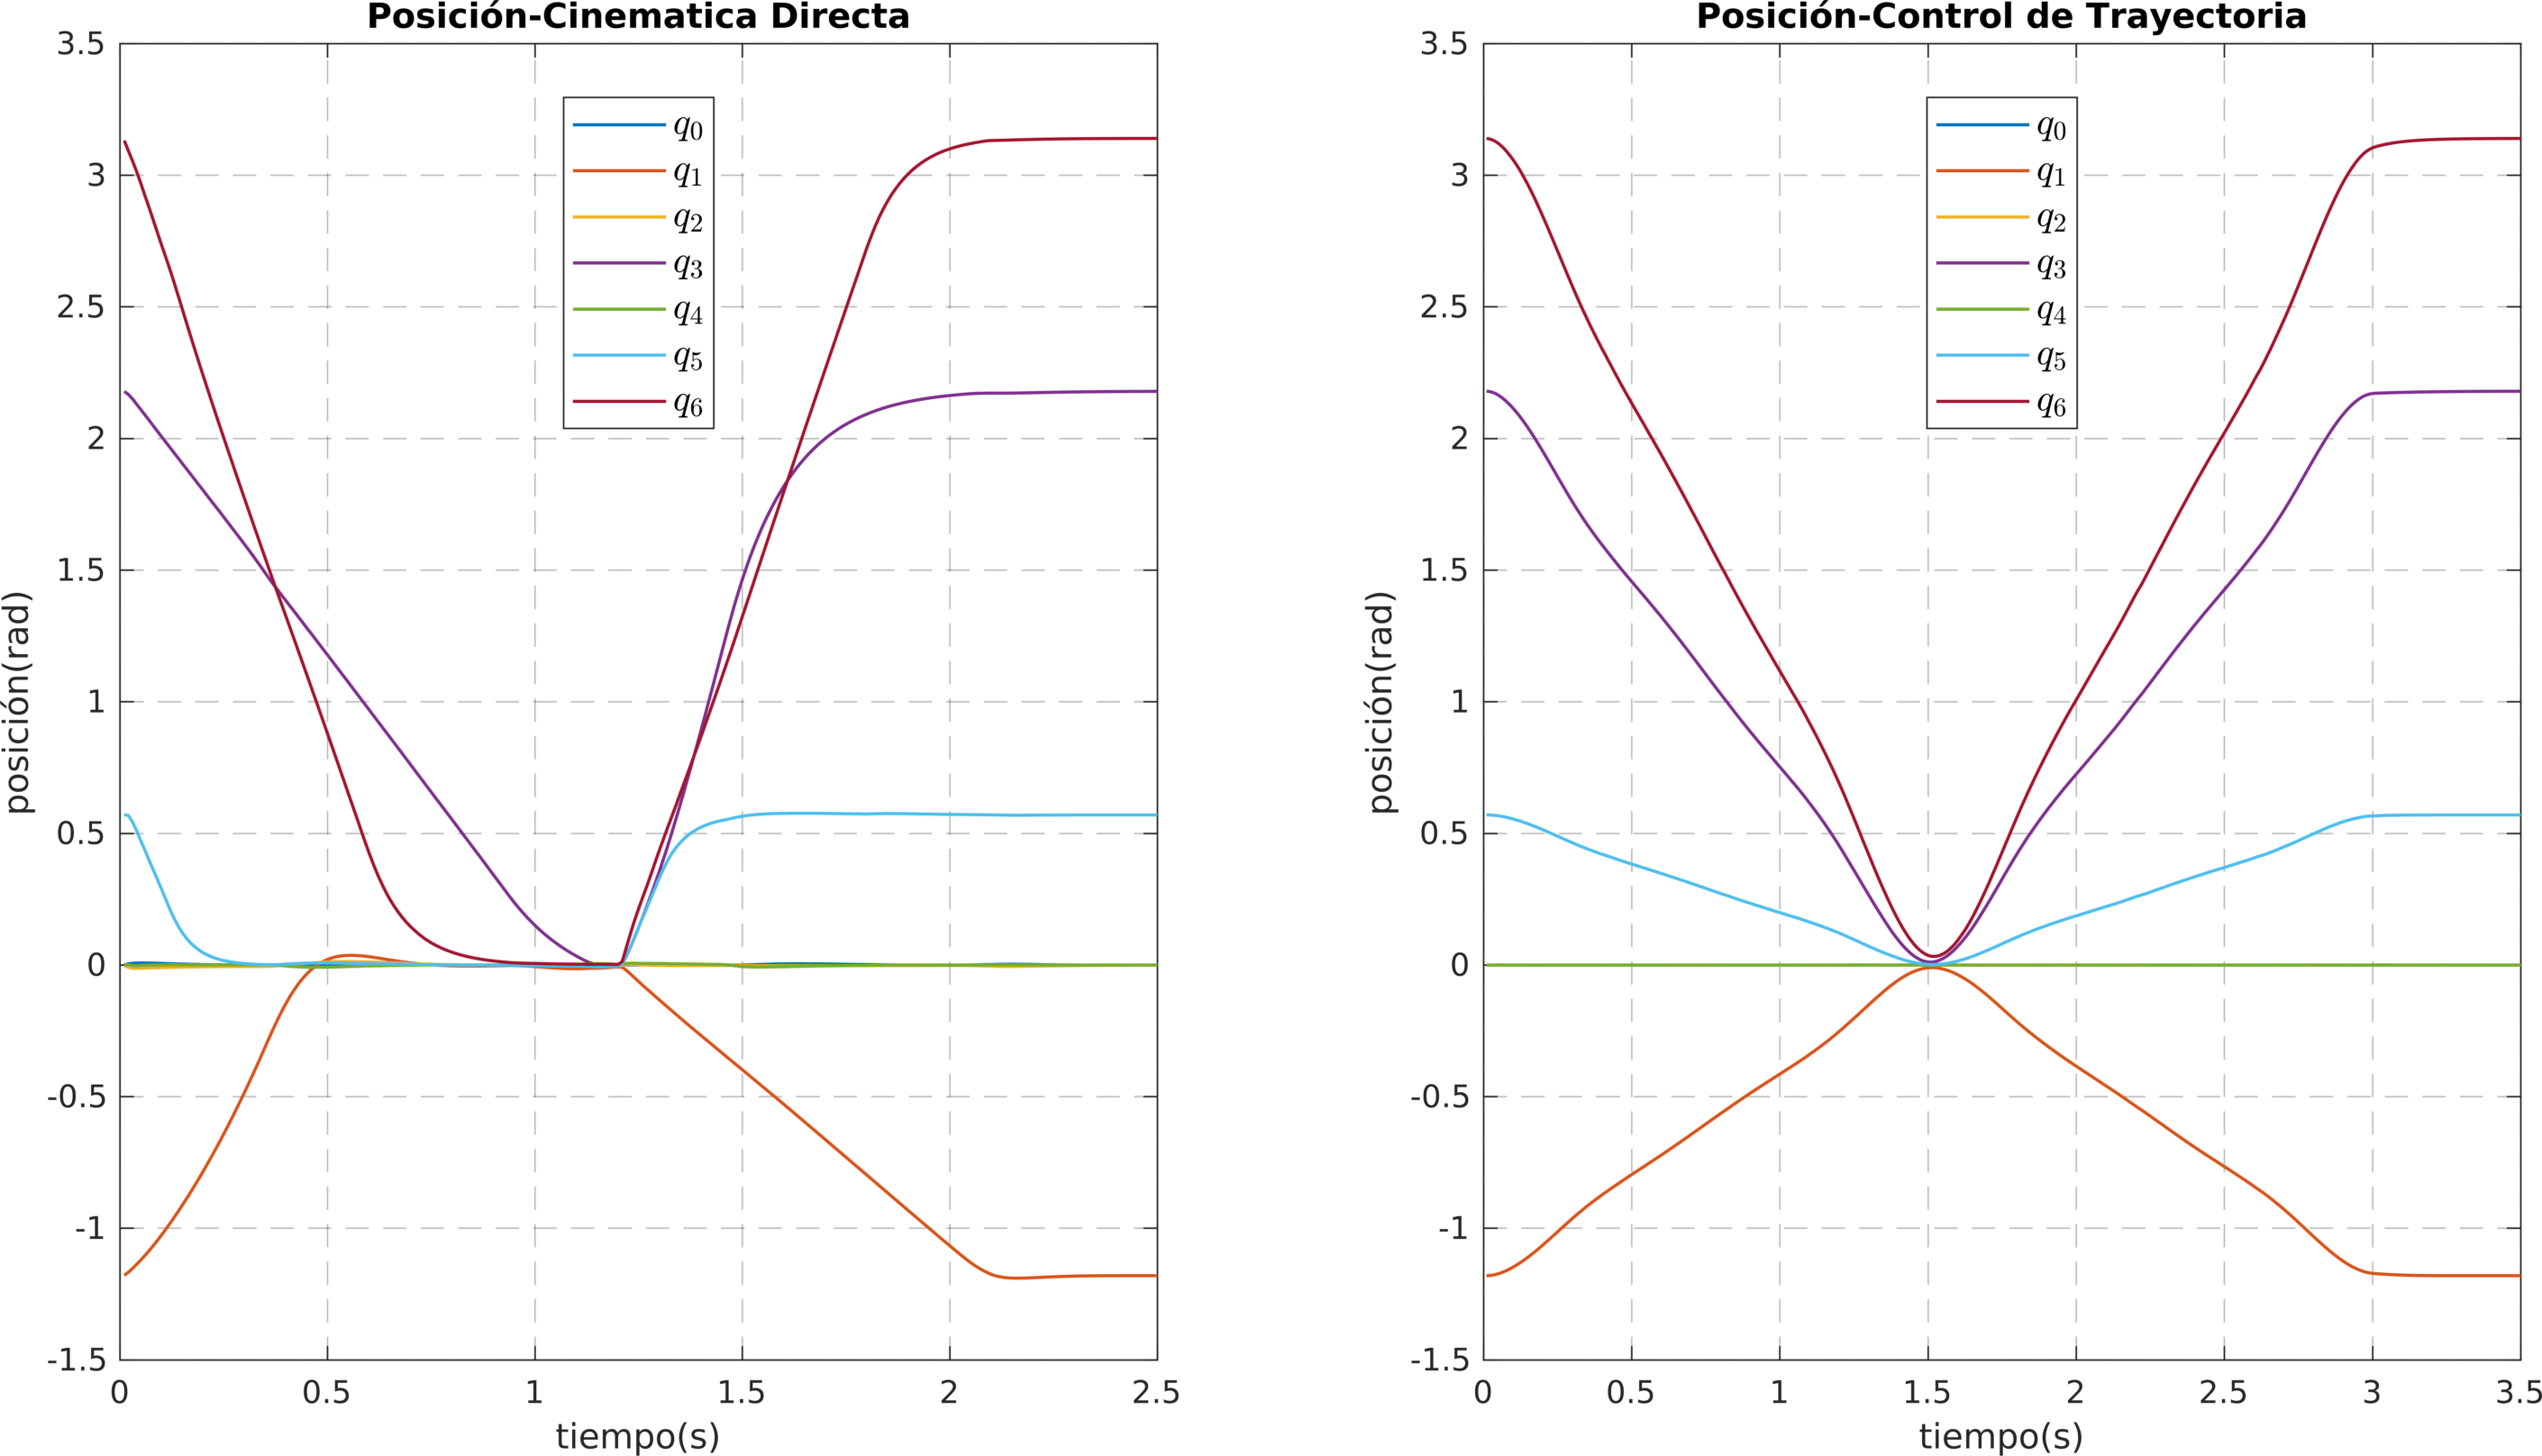 Posición-Cinematica Directa
3.5
3
2.5
2
1.5
1
0.5
0
-0.5
-1
-1.5
posición(rad)
q0
q1
q2
q3
q4
q5
q6
0 0.5 1 1.5 2 2.5
tiempo(s)
Posición-Control de Trayectoria
3.5
3
2.5
2
1.5
1
0.5
0
-0.5
-1
-1.5
posición(rad)
q0
q1
q2
q3
q4
q5
q6
0 0.5 1 1.5 2 2.5 3 3.5
tiempo(s)